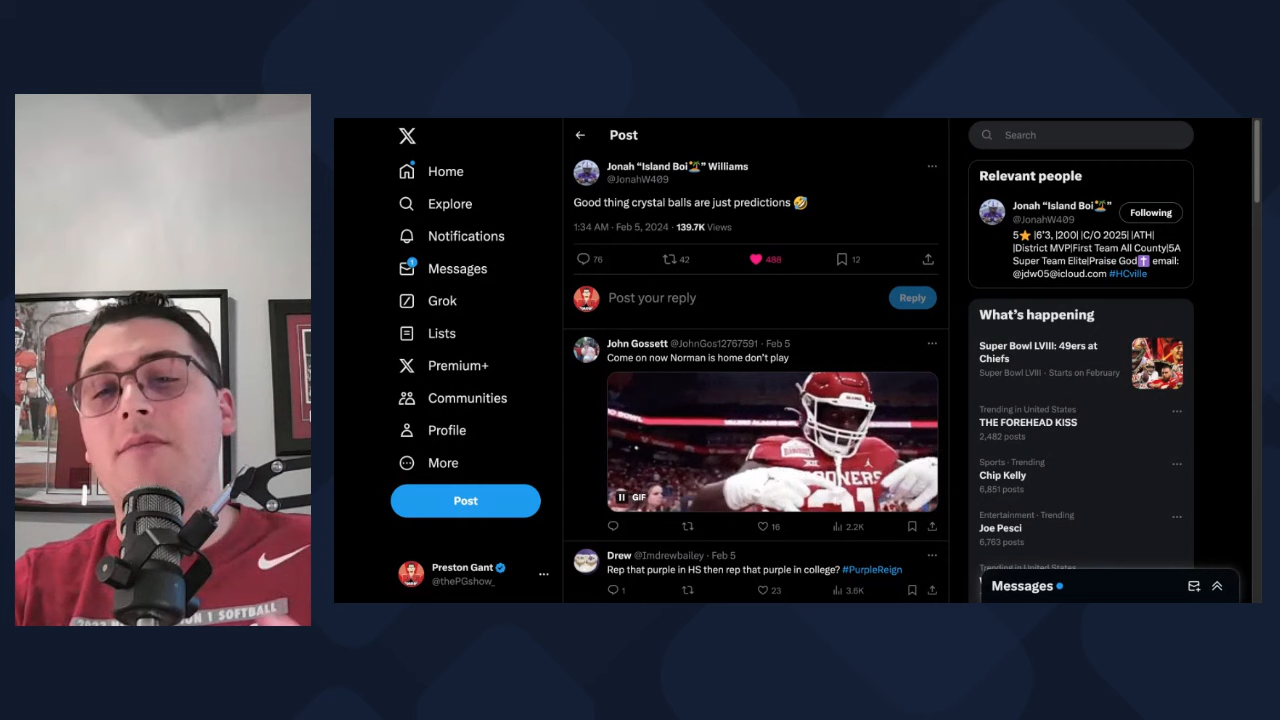 Home
Explore
Notifications
1
Messages
Grok
Lists
Premium+
Communities
Profile
More
Post
Preston Gant
@thePGshow_
Post
Jonah “Island Boi🏝️” Williams
@JonahW409
Good thing crystal balls are just predictions 🤣
1:34 AM · Feb 5, 2024 · 139.7K Views
76 42 488 12
Post your reply
Reply
John Gossett @JohnGos12767591 · Feb 5
Come on now Norman is home don’t play
SOONERS
GIF
16 2.2K
Drew @Imdrewbailey · Feb 5
Rep that purple in HS then rep that purple in college? #PurpleReign
1 23 3.6K
Search
Relevant people
Jonah “Island Boi🏝️”
@JonahW409
Following
5⭐ |6’3, |200| |C/O 2025| |ATH|
|District MVP|First Team All County|5A
Super Team Elite|Praise God✝️ email:
@jdw05@icloud.com #HCville
What’s happening
Super Bowl LVIII: 49ers at
Chiefs
Super Bowl LVIII · Starts on February
Trending in United States
THE FOREHEAD KISS
2,482 posts
Sports · Trending
Chip Kelly
6,851 posts
Entertainment · Trending
Joe Pesci
6,763 posts
Trending in United States
Messages
SOFTBALL